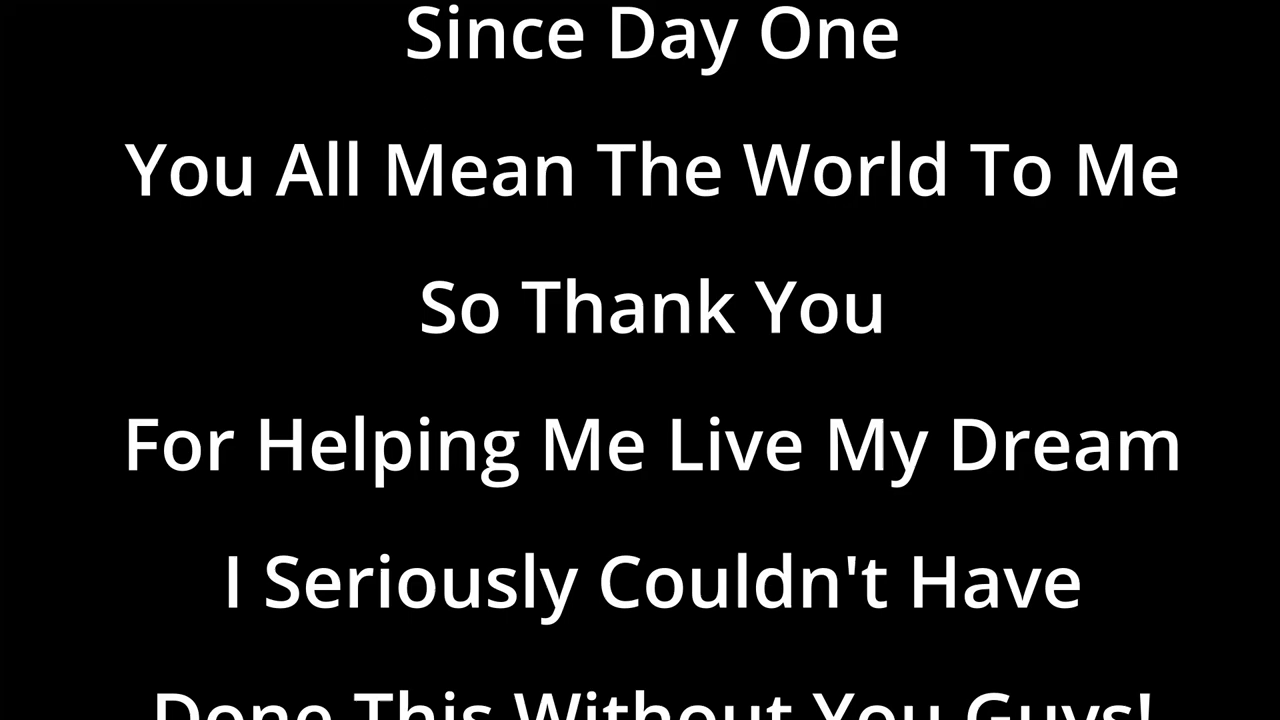 Since Day One
You All Mean The World To Me
So Thank You
For Helping Me Live My Dream
I Seriously Couldn't Have
Done This Without You Guys!